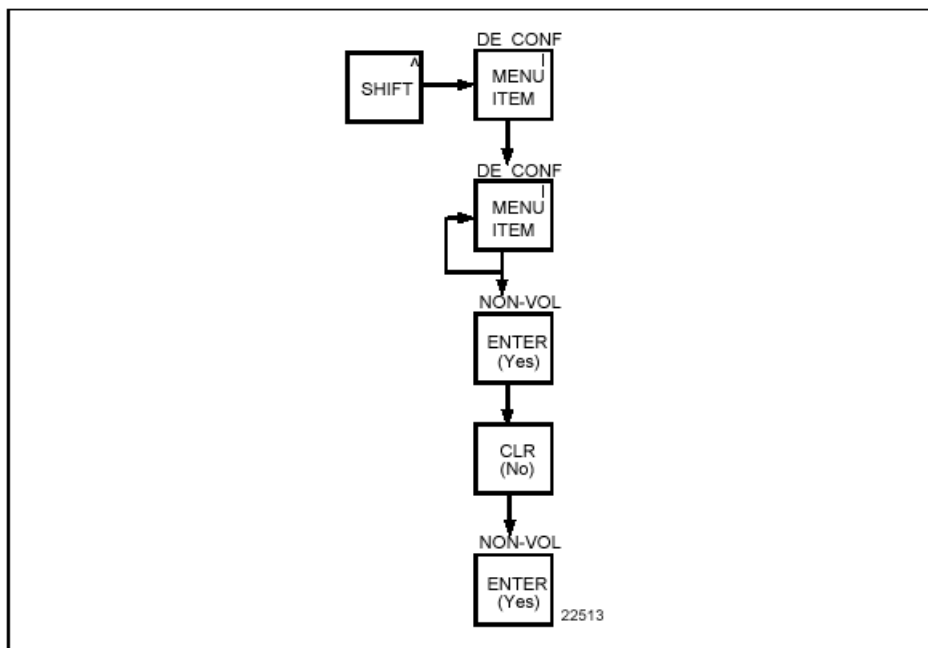 DE CONF
^
SHIFT
MENU
ITEM
DE CONF
MENU
ITEM
NON-VOL
ENTER
(Yes)
CLR
(No)
NON-VOL
ENTER
(Yes)
22513